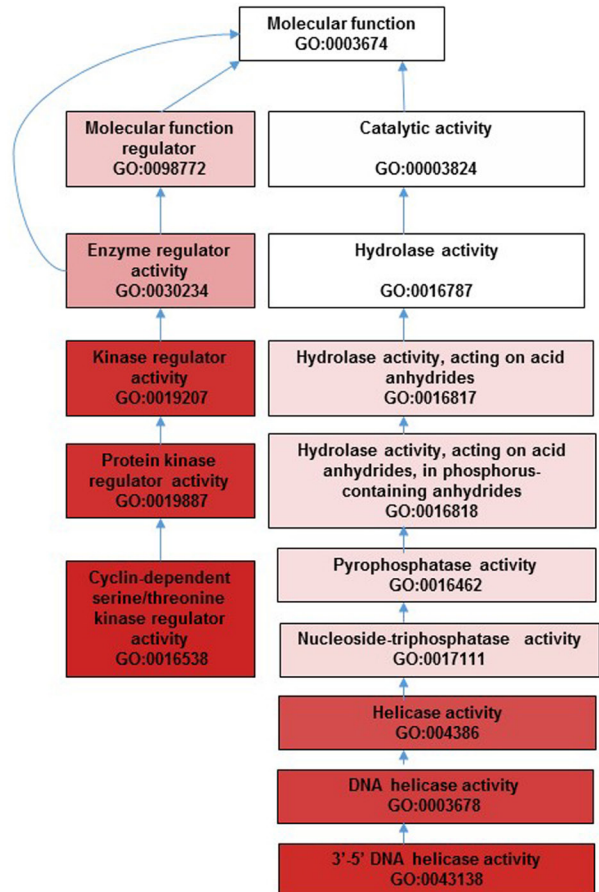 Molecular function
GO:0003674
Molecular function
regulator
GO:0098772
Catalytic activity
GO:00003824
Enzyme regulator
activity
GO:0030234
Hydrolase activity
GO:0016787
Kinase regulator
activity
GO:0019207
Hydrolase activity, acting on acid
anhydrides
GO:0016817
Protein kinase
regulator activity
GO:0019887
Hydrolase activity, acting on acid
anhydrides, in phosphorus-
containing anhydrides
GO:0016818
Cyclin-dependent
serine/threonine
kinase regulator
activity
GO:0016538
Pyrophosphatase activity
GO:0016462
Nucleoside-triphosphatase activity
GO:0017111
Helicase activity
GO:004386
DNA helicase activity
GO:0003678
3’-5’ DNA helicase activity
GO:0043138